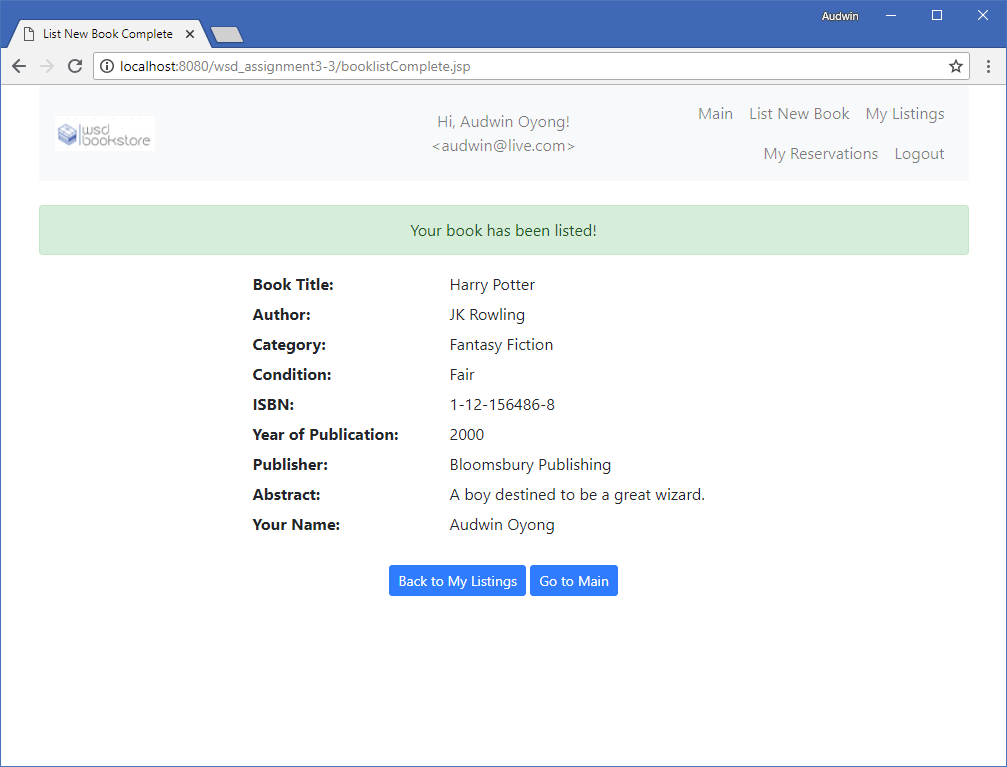 Audwin
List New Book Complete
localhost:8080/wsd_assignment3-3/booklistComplete.jsp
wsd
bookstore
Hi, Audwin Oyong!
<audwin@live.com>
Main List New Book My Listings
My Reservations Logout
Your book has been listed!
Book Title: Harry Potter
Author: JK Rowling
Category: Fantasy Fiction
Condition: Fair
ISBN: 1-12-156486-8
Year of Publication: 2000
Publisher: Bloomsbury Publishing
Abstract: A boy destined to be a great wizard.
Your Name: Audwin Oyong
Back to My Listings Go to Main